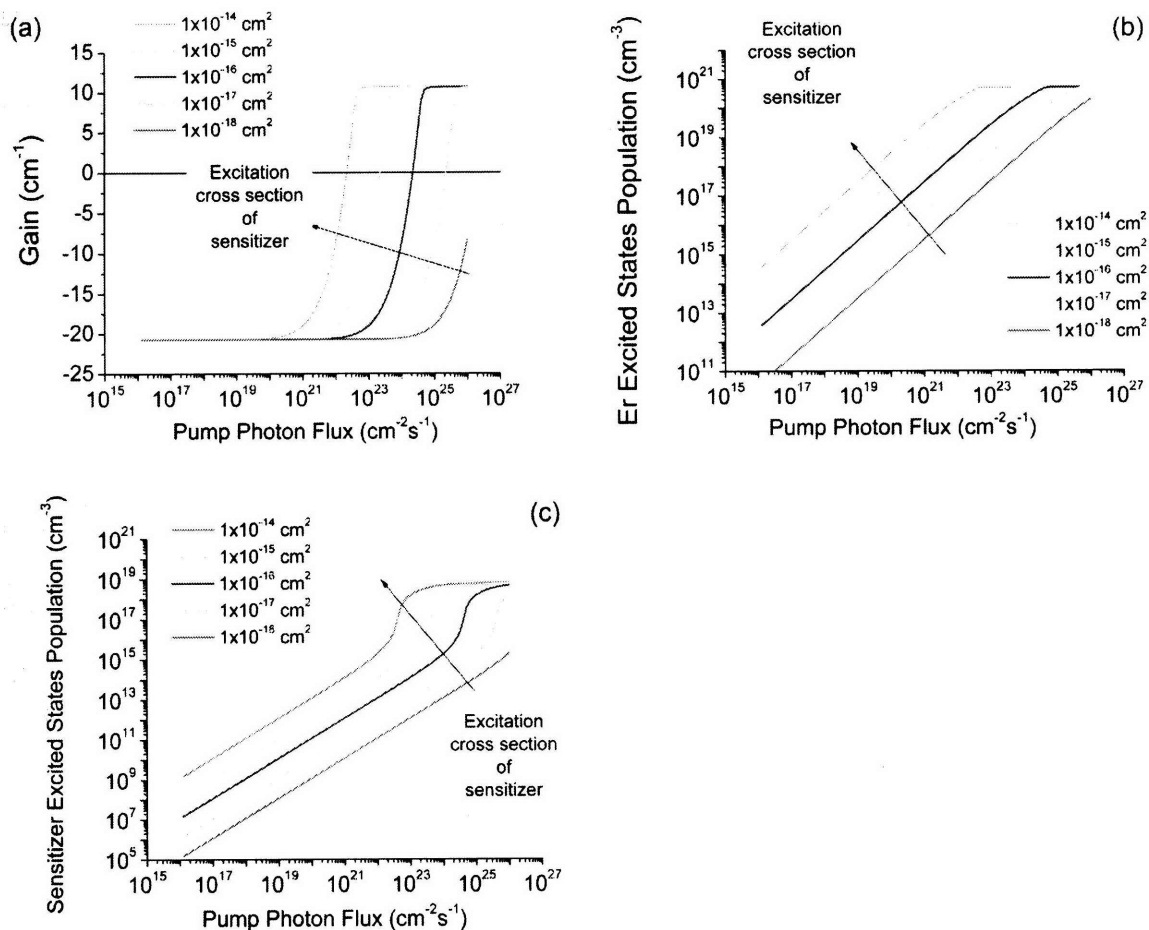 (a)
1x10⁻¹⁴ cm²
1x10⁻¹⁵ cm²
1x10⁻¹⁶ cm²
1x10⁻¹⁷ cm²
1x10⁻¹⁸ cm²
15
10
5
0
-5
-10
-15
-20
-25
Gain (cm⁻¹)
Excitation
cross section
of
sensitizer
10¹⁵ 10¹⁷ 10¹⁹ 10²¹ 10²³ 10²⁵ 10²⁷
Pump Photon Flux (cm⁻²s⁻¹)
(b)
Excitation
cross section
of
sensitizer
10²¹
10¹⁹
10¹⁷
10¹⁵
10¹³
10¹¹
Er Excited States Population (cm⁻³)
1x10⁻¹⁴ cm²
1x10⁻¹⁵ cm²
1x10⁻¹⁶ cm²
1x10⁻¹⁷ cm²
1x10⁻¹⁸ cm²
10¹⁵ 10¹⁷ 10¹⁹ 10²¹ 10²³ 10²⁵ 10²⁷
Pump Photon Flux (cm⁻²s⁻¹)
(c)
1x10⁻¹⁴ cm²
1x10⁻¹⁵ cm²
1x10⁻¹⁶ cm²
1x10⁻¹⁷ cm²
1x10⁻¹⁸ cm²
10²¹
10¹⁹
10¹⁷
10¹⁵
10¹³
10¹¹
10⁹
10⁷
10⁵
Sensitizer Excited States Population (cm⁻³)
Excitation
cross section
of
sensitizer
10¹⁵ 10¹⁷ 10¹⁹ 10²¹ 10²³ 10²⁵ 10²⁷
Pump Photon Flux (cm⁻²s⁻¹)